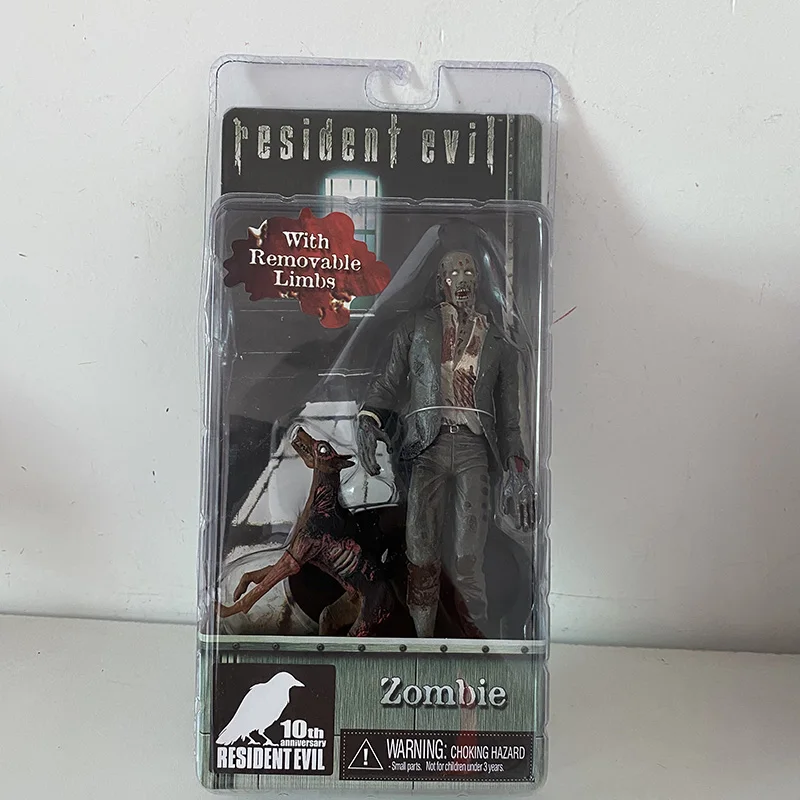 resident evil
With
Removable
Limbs
Zombie
10th
anniversary
RESIDENT EVIL
WARNING: CHOKING HAZARD
-Small parts. Not for children under 3 years.